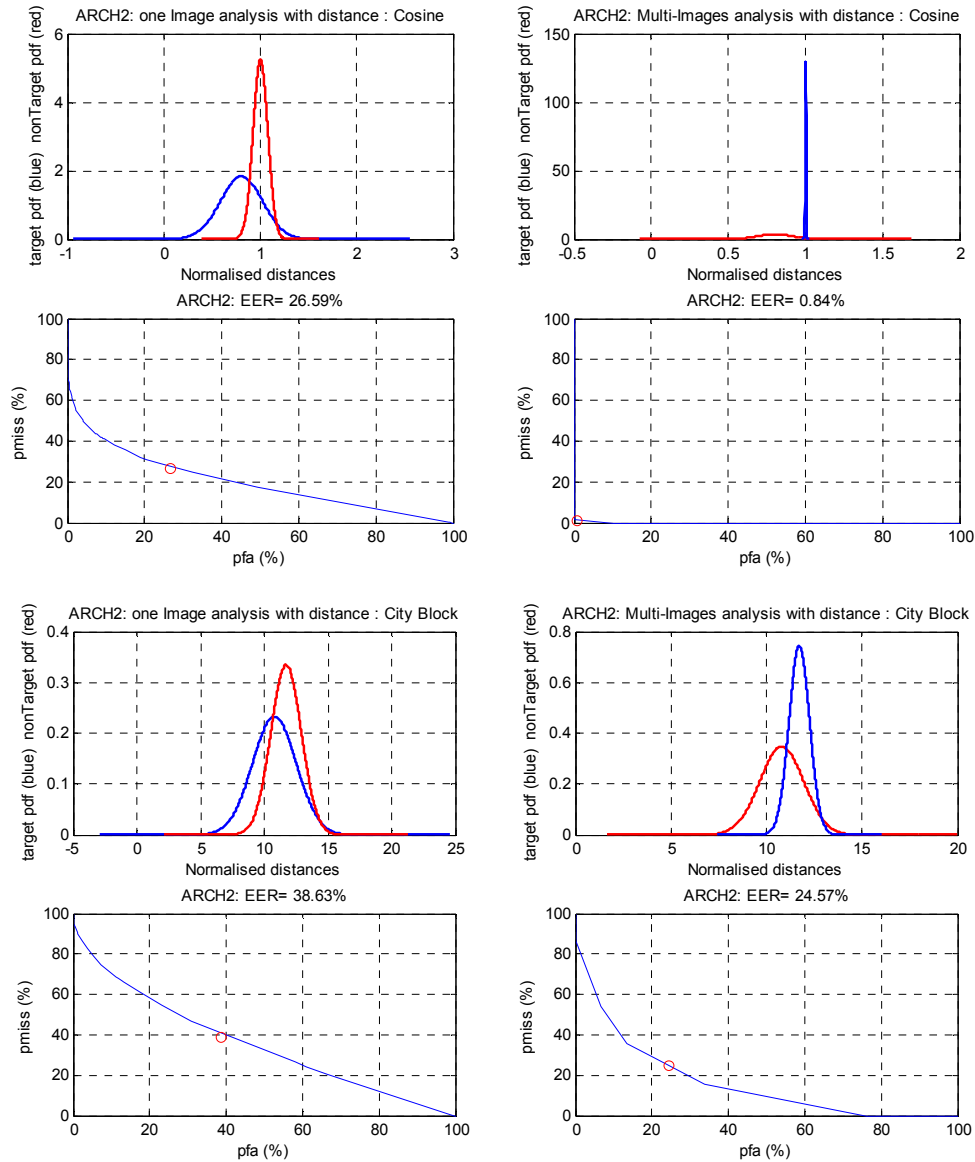 ARCH2: one Image analysis with distance : Cosine
target pdf (blue) nonTarget pdf (red)
6
4
2
0
-1 0 1 2 3
Normalised distances
ARCH2: Multi-Images analysis with distance : Cosine
target pdf (blue) nonTarget pdf (red)
150
100
50
0
-0.5 0 0.5 1 1.5 2
Normalised distances
ARCH2: EER= 26.59%
pmiss (%)
100
80
60
40
20
0
0 20 40 60 80 100
pfa (%)
ARCH2: EER= 0.84%
pmiss (%)
100
80
60
40
20
0
0 20 40 60 80 100
pfa (%)
ARCH2: one Image analysis with distance : City Block
target pdf (blue) nonTarget pdf (red)
0.4
0.3
0.2
0.1
0
-5 0 5 10 15 20 25
Normalised distances
ARCH2: Multi-Images analysis with distance : City Block
target pdf (blue) nonTarget pdf (red)
0.8
0.6
0.4
0.2
0
0 5 10 15 20
Normalised distances
ARCH2: EER= 38.63%
pmiss (%)
100
80
60
40
20
0
0 20 40 60 80 100
pfa (%)
ARCH2: EER= 24.57%
pmiss (%)
100
80
60
40
20
0
0 20 40 60 80 100
pfa (%)